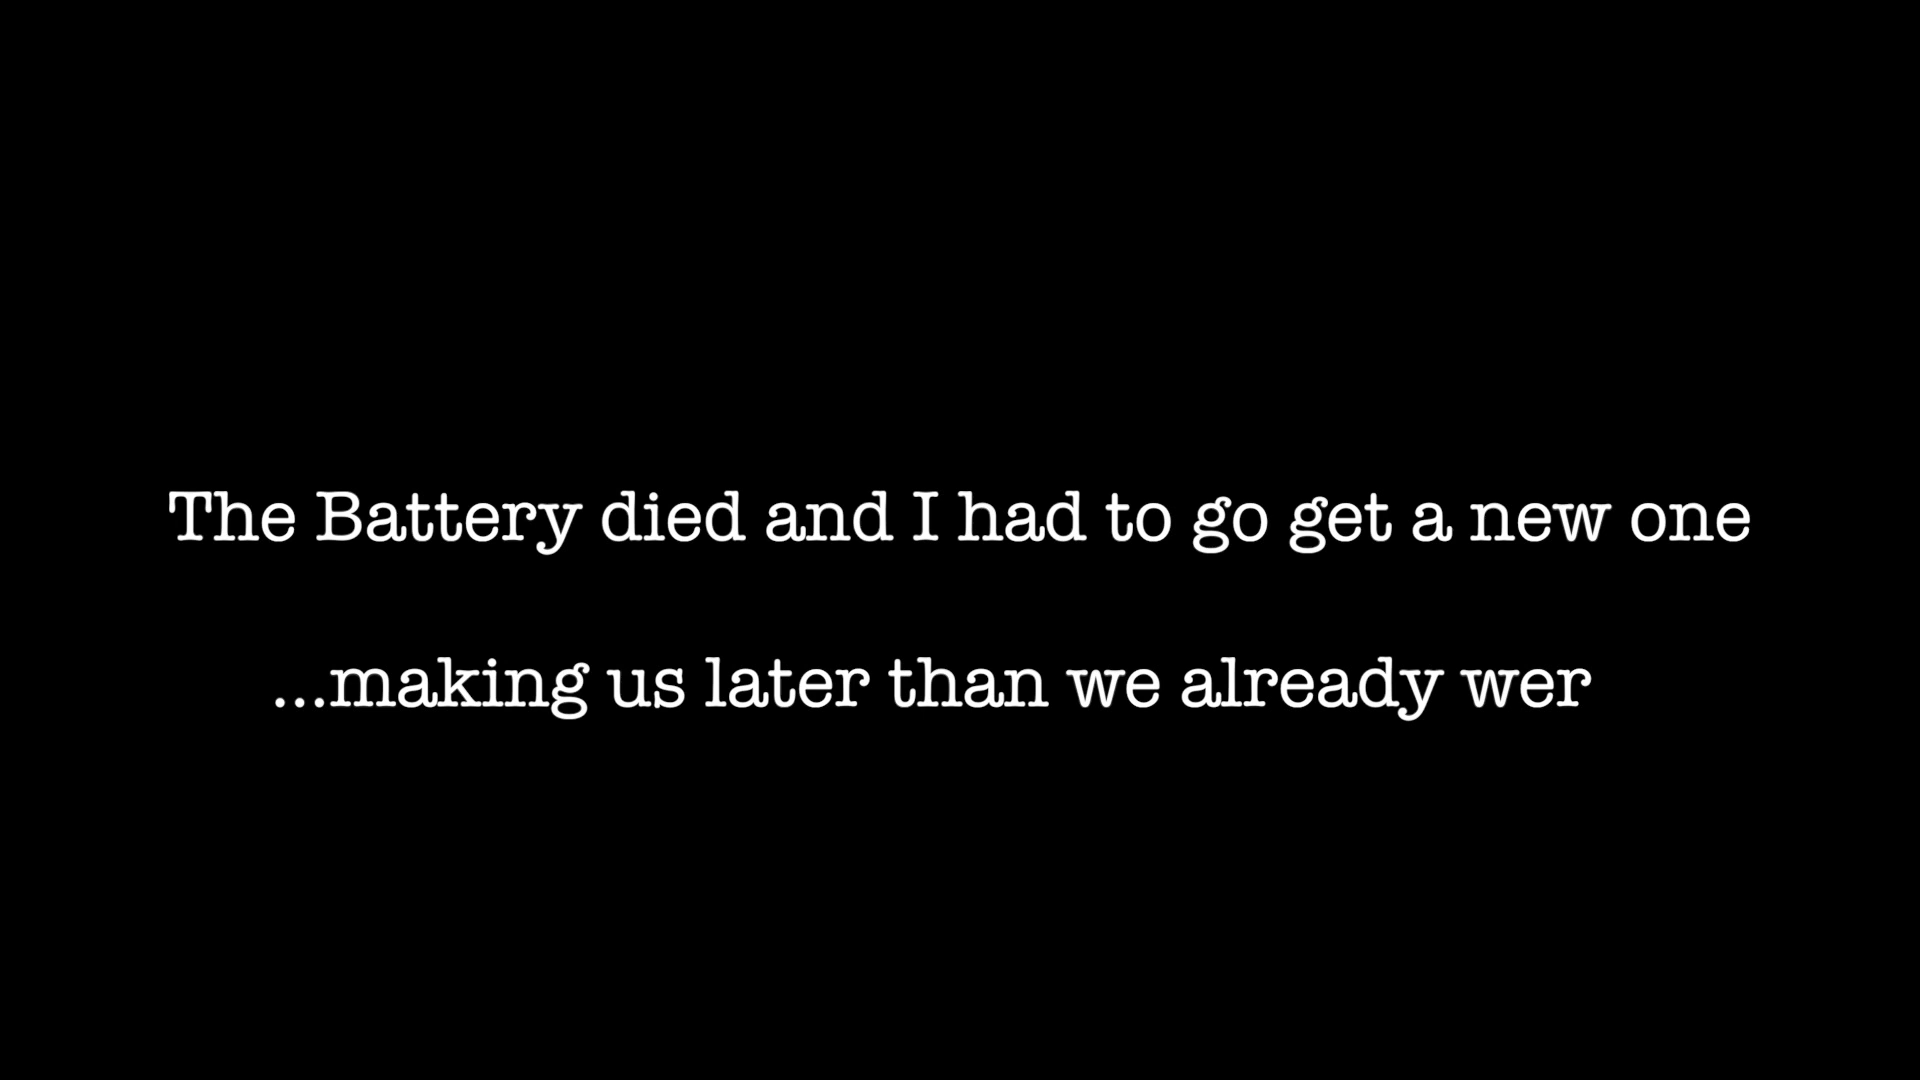 The Battery died and I had to go get a new one
...making us later than we already wer